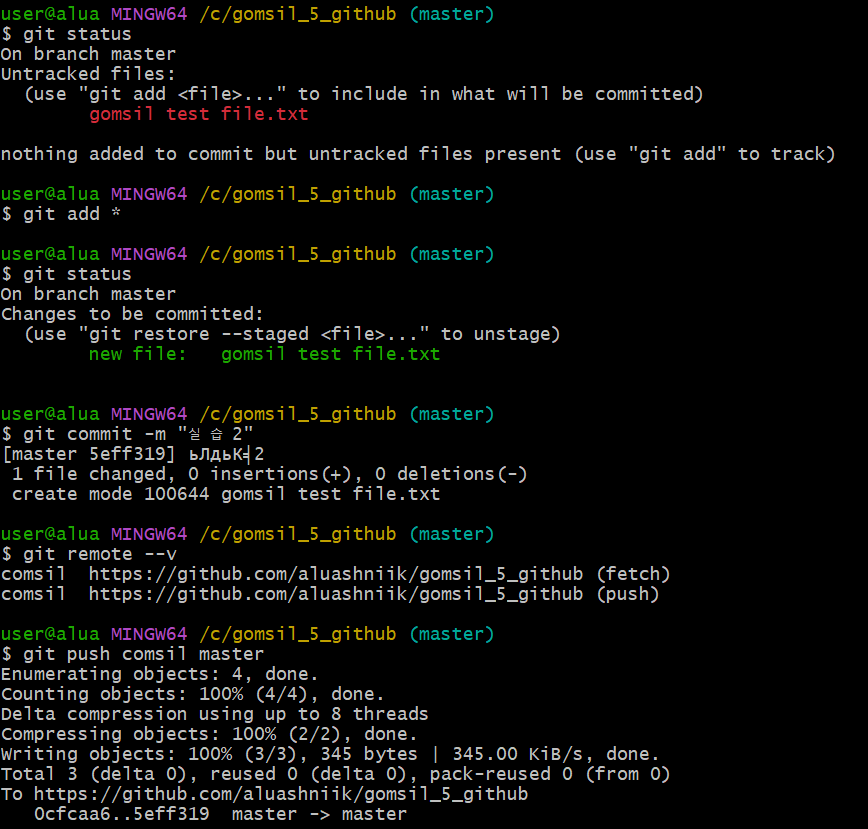 user@alua MINGW64 /c/gomsil_5_github (master)
$ git status
On branch master
Untracked files:
  (use "git add <file>..." to include in what will be committed)
        gomsil test file.txt
nothing added to commit but untracked files present (use "git add" to track)
user@alua MINGW64 /c/gomsil_5_github (master)
$ git add *
user@alua MINGW64 /c/gomsil_5_github (master)
$ git status
On branch master
Changes to be committed:
  (use "git restore --staged <file>..." to unstage)
        new file:   gomsil test file.txt
user@alua MINGW64 /c/gomsil_5_github (master)
$ git commit -m "실 습 2"
[master 5eff319] ьЛдьК╡2
 1 file changed, 0 insertions(+), 0 deletions(-)
 create mode 100644 gomsil test file.txt
user@alua MINGW64 /c/gomsil_5_github (master)
$ git remote --v
comsil  https://github.com/aluashniik/gomsil_5_github (fetch)
comsil  https://github.com/aluashniik/gomsil_5_github (push)
user@alua MINGW64 /c/gomsil_5_github (master)
$ git push comsil master
Enumerating objects: 4, done.
Counting objects: 100% (4/4), done.
Delta compression using up to 8 threads
Compressing objects: 100% (2/2), done.
Writing objects: 100% (3/3), 345 bytes | 345.00 KiB/s, done.
Total 3 (delta 0), reused 0 (delta 0), pack-reused 0 (from 0)
To https://github.com/aluashniik/gomsil_5_github
   0cfcaa6..5eff319  master -> master